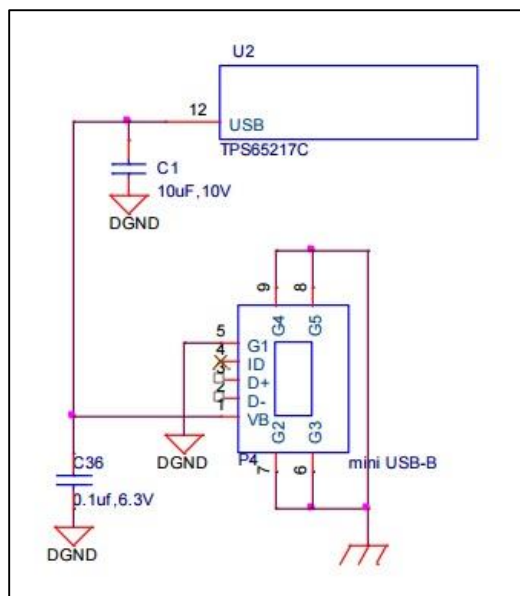 U2
12
USB
TPS65217C
C1
10uF,10V
DGND
9
8
G4
G5
5
G1
4
ID
3
D+
2
D-
1
VB
G2
G3
DGND
P4
7
6
mini USB-B
C36
0.1uf,6.3V
DGND